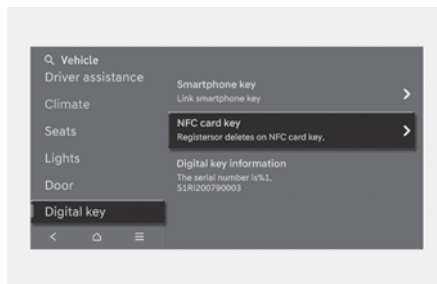 Vehicle
Driver assistance
Climate
Seats
Lights
Door
Digital key
Smartphone key
Link smartphone key
NFC card key
Registersor deletes on NFC card key.
Digital key information
The serial number is%1.
S1RI200790003